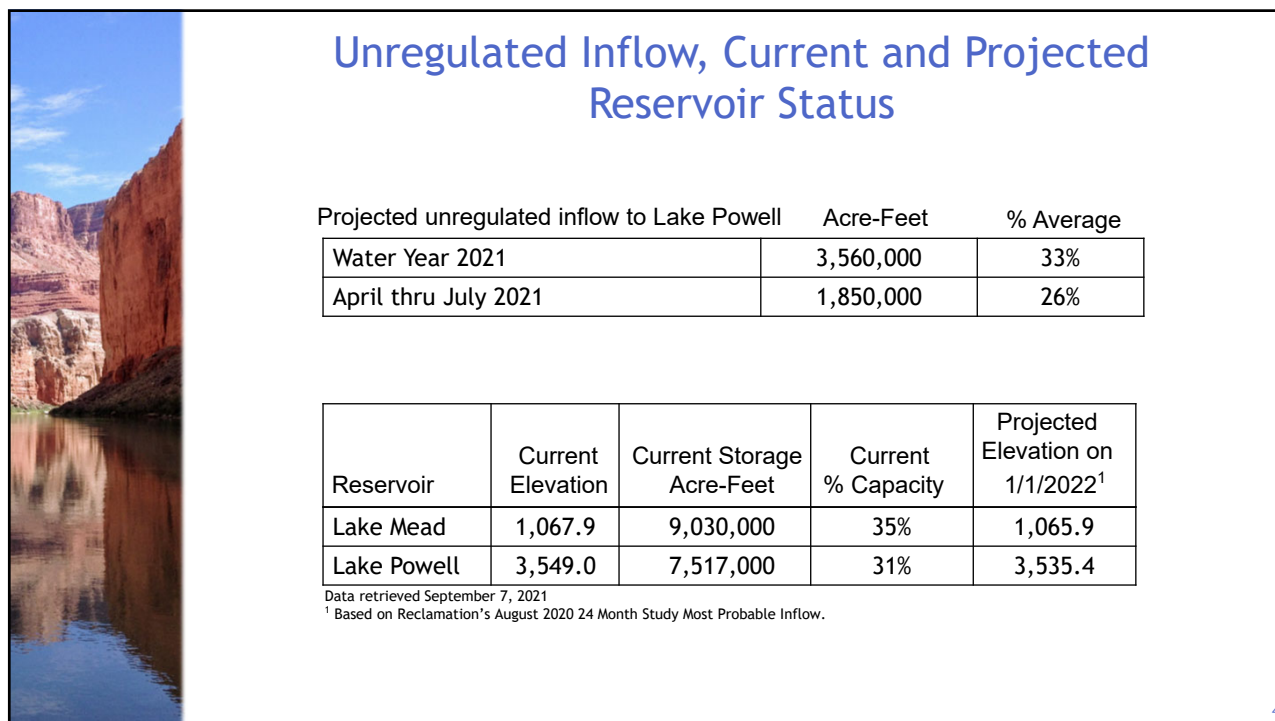 Unregulated Inflow, Current and Projected
Reservoir Status
Projected unregulated inflow to Lake Powell Acre-Feet % Average
Water Year 2021 3,560,000 33%
April thru July 2021 1,850,000 26%
Reservoir Current Elevation Current Storage Acre-Feet Current % Capacity Projected Elevation on 1/1/2022¹
Lake Mead 1,067.9 9,030,000 35% 1,065.9
Lake Powell 3,549.0 7,517,000 31% 3,535.4
Data retrieved September 7, 2021
¹ Based on Reclamation's August 2020 24 Month Study Most Probable Inflow.